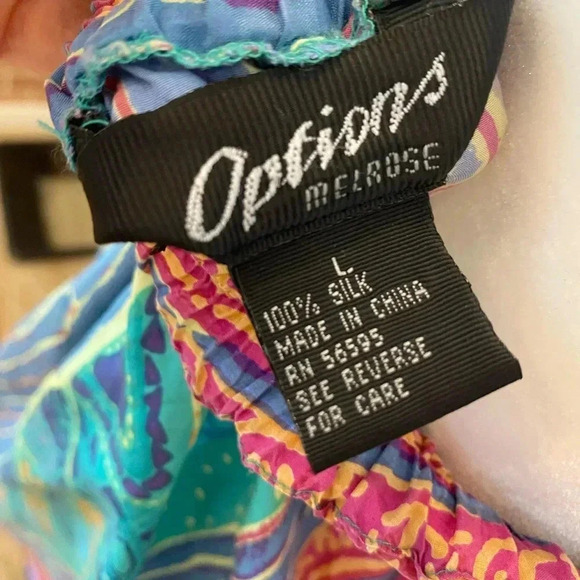 Options
MELROSE
L
100% SILK
MADE IN CHINA
RN 56595
SEE REVERSE
FOR CARE